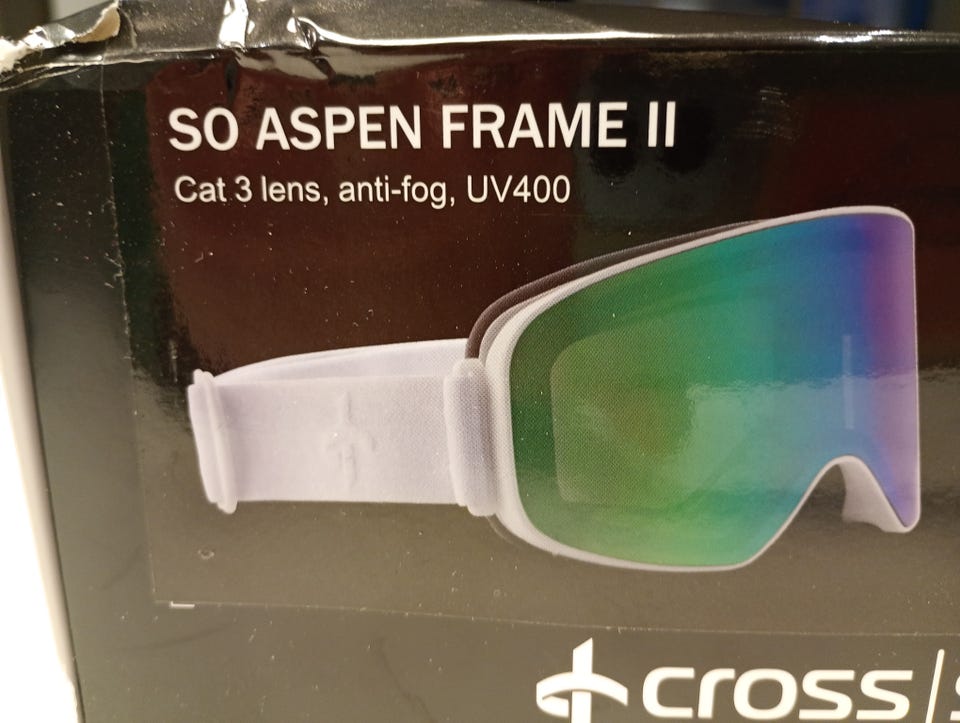 SO ASPEN FRAME II
Cat 3 lens, anti-fog, UV400
cross/